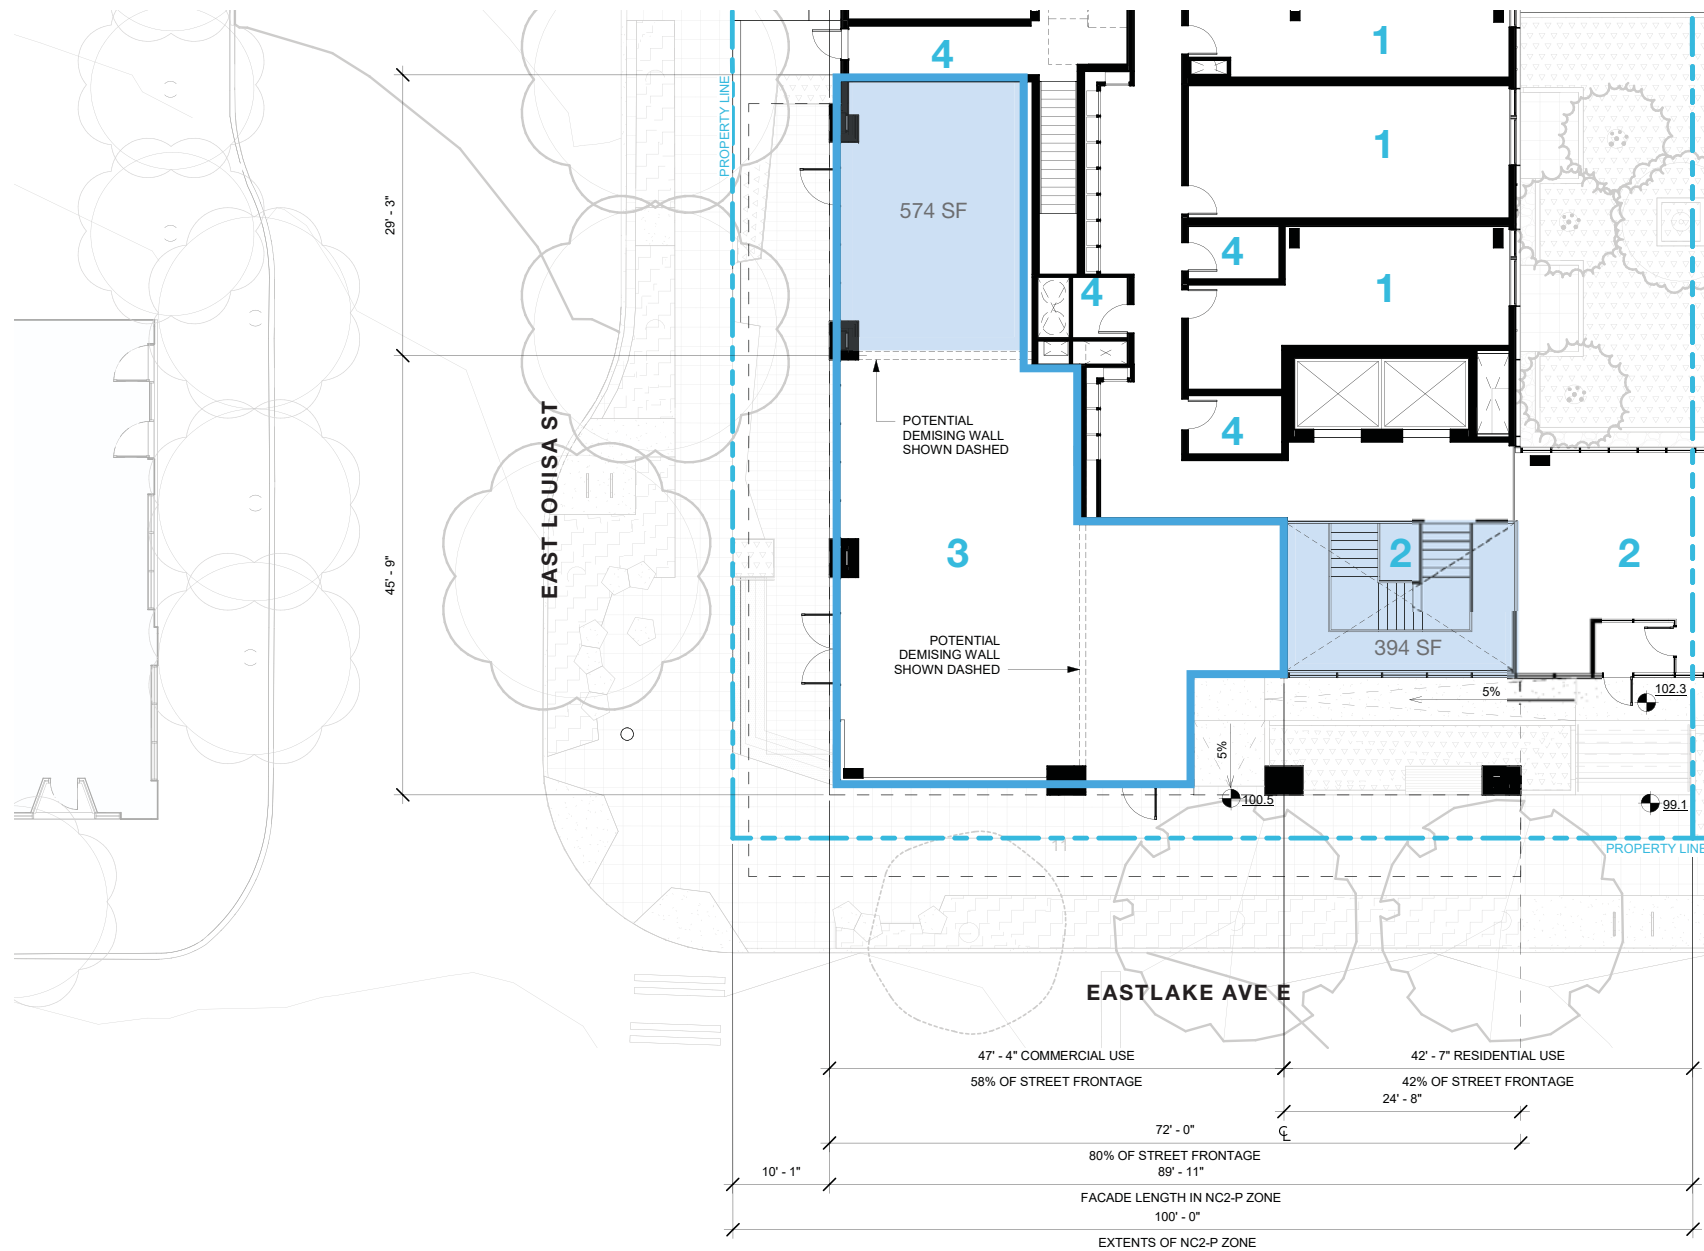 4
1
PROPERTY LINE
1
574 SF
29' - 3"
4
4
1
POTENTIAL
DEMISING WALL
SHOWN DASHED
4
EAST LOUISA ST
45' - 9"
3
2
2
POTENTIAL
DEMISING WALL
SHOWN DASHED
394 SF
5%
102.3
5%
100.5
99.1
PROPERTY LINE
EASTLAKE AVE E
47' - 4" COMMERCIAL USE
42' - 7" RESIDENTIAL USE
58% OF STREET FRONTAGE
42% OF STREET FRONTAGE
24' - 8"
72' - 0"
80% OF STREET FRONTAGE
10' - 1"
89' - 11"
FACADE LENGTH IN NC2-P ZONE
100' - 0"
EXTENTS OF NC2-P ZONE